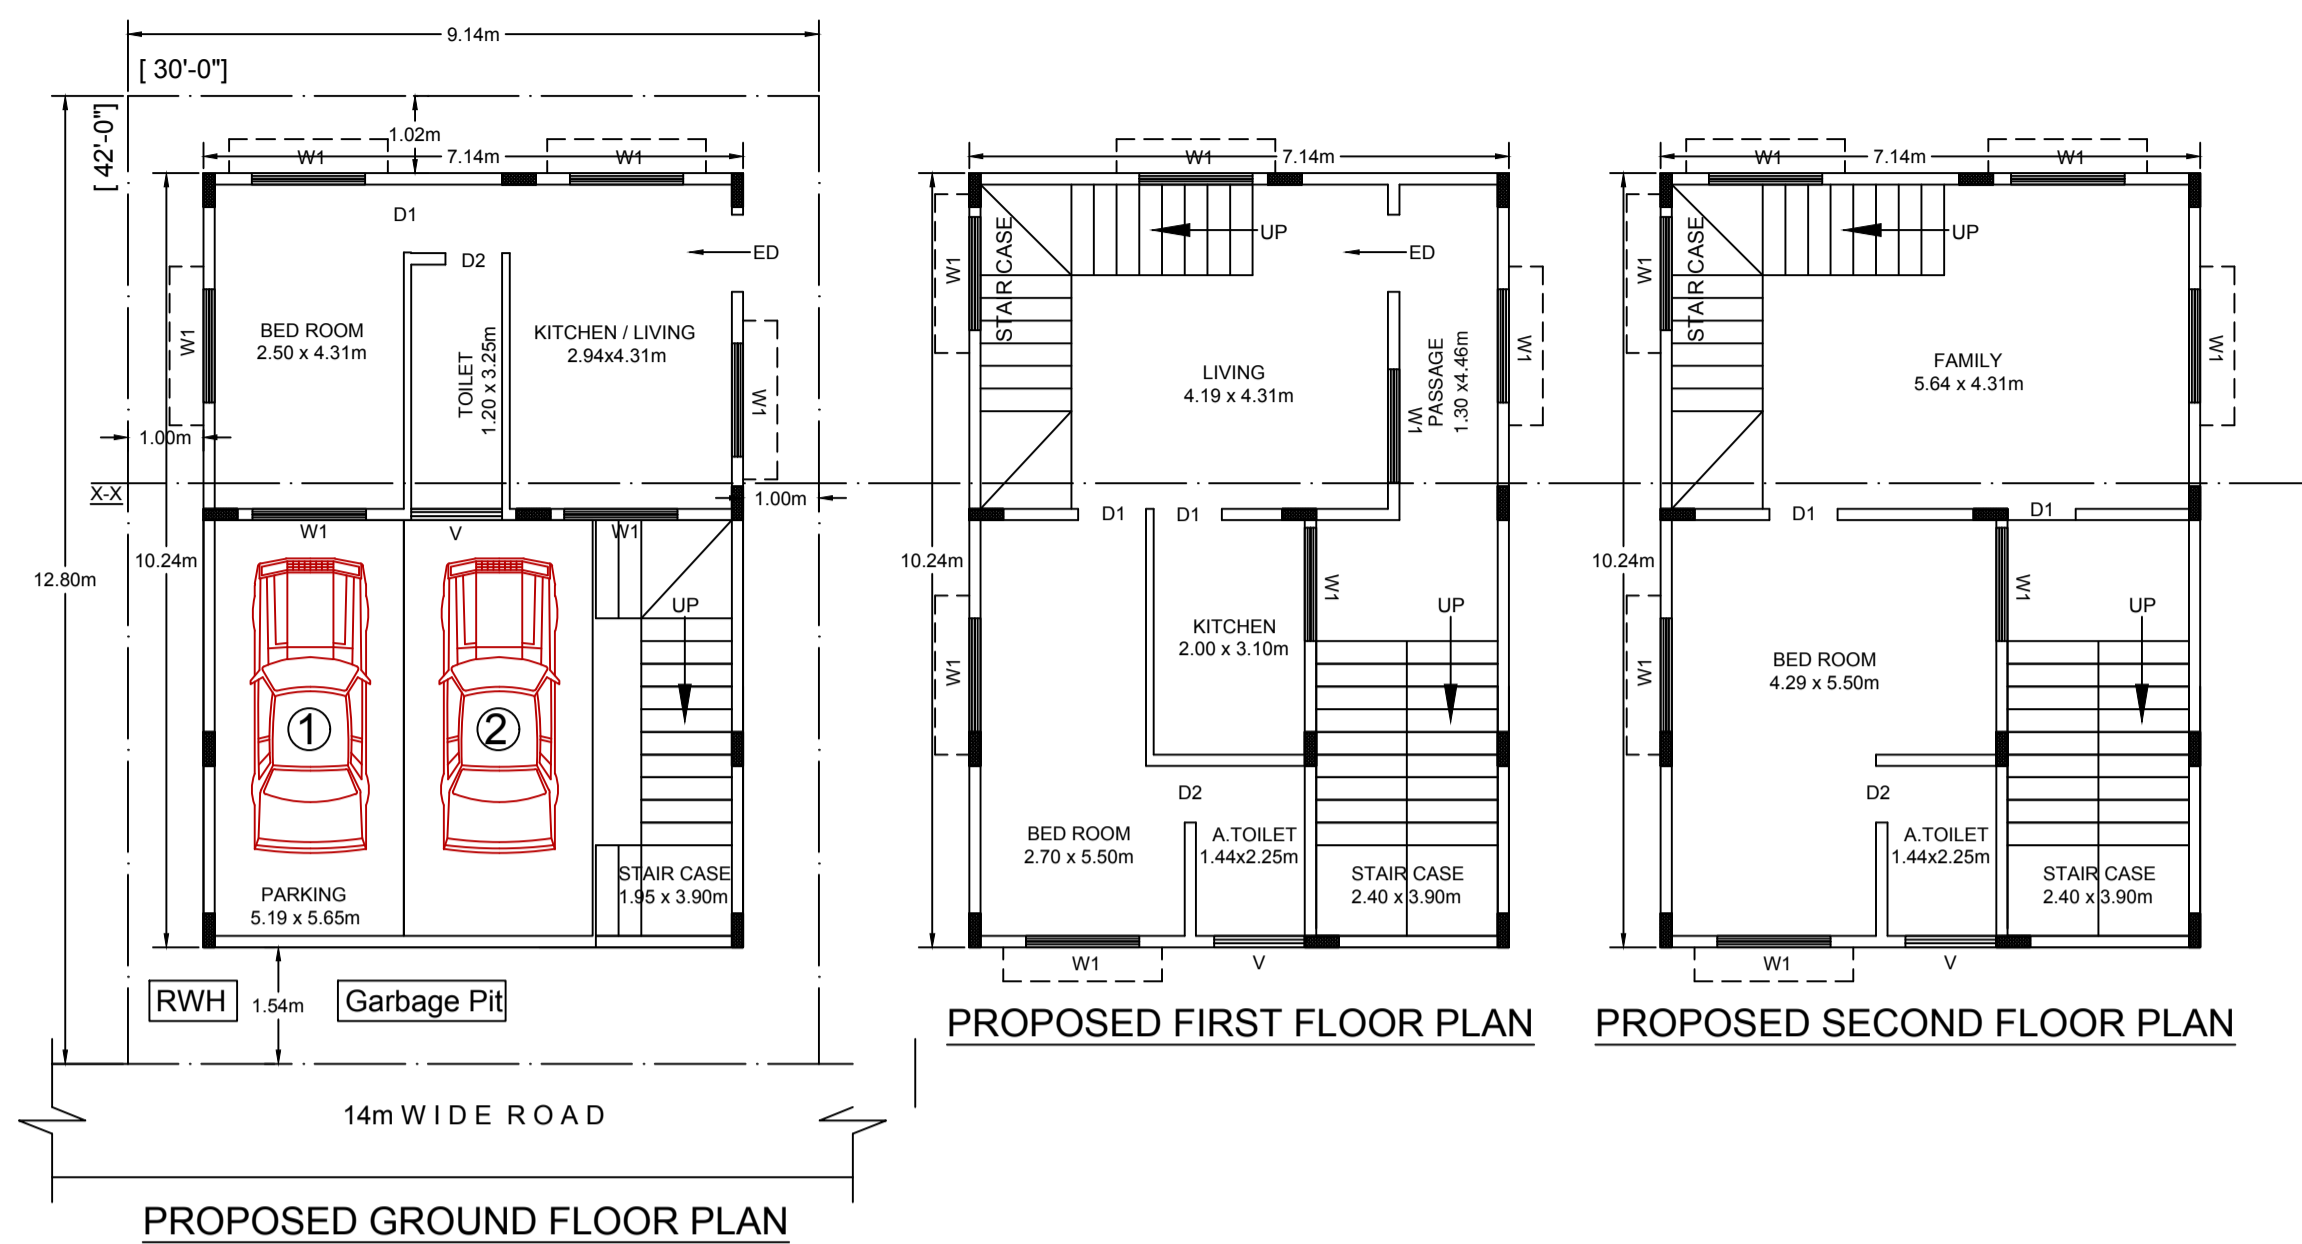 9.14m
[ 30'-0"]
[ 42'-0"]
1.02m
W1
7.14m
W1
D1
D2
ED
BED ROOM
2.50 x 4.31m
TOILET
1.20 x 3.25m
KITCHEN / LIVING
2.94x4.31m
W1
W1
1.00m
X-X
1.00m
W1
V
W1
10.24m
12.80m
UP
1
2
STAIR CASE
1.95 x 3.90m
PARKING
5.19 x 5.65m
RWH
1.54m
Garbage Pit
14m W I D E R O A D
PROPOSED GROUND FLOOR PLAN
W1
7.14m
W1
STAIR CASE
UP
ED
LIVING
4.19 x 4.31m
W1
PASSAGE
1.30 x4.46m
W1
D1
D1
10.24m
W1
KITCHEN
2.00 x 3.10m
UP
W1
D2
BED ROOM
2.70 x 5.50m
A.TOILET
1.44x2.25m
STAIR CASE
2.40 x 3.90m
W1
V
PROPOSED FIRST FLOOR PLAN
W1
7.14m
W1
W1
STAIR CASE
UP
FAMILY
5.64 x 4.31m
W1
D1
D1
10.24m
W1
UP
BED ROOM
4.29 x 5.50m
W1
D2
A.TOILET
1.44x2.25m
STAIR CASE
2.40 x 3.90m
W1
V
PROPOSED SECOND FLOOR PLAN